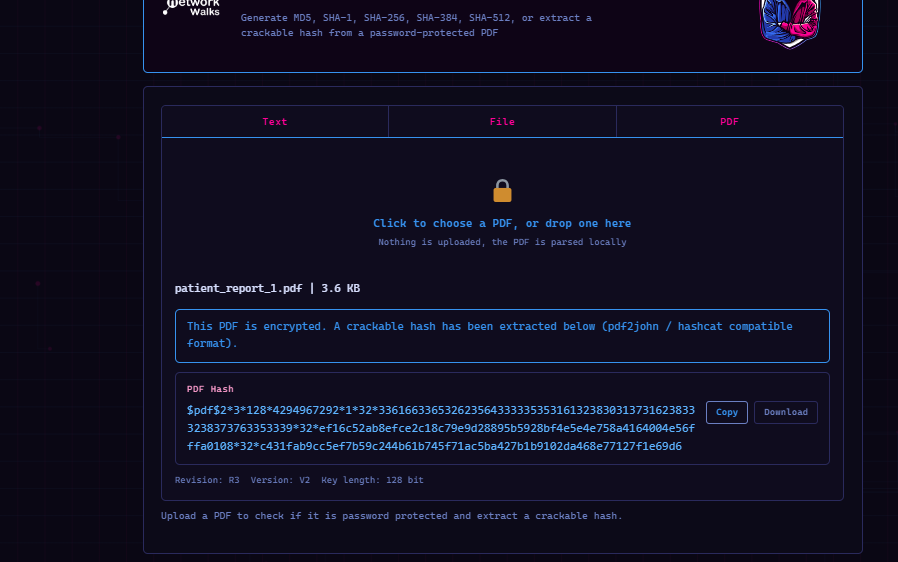 Network
Walks
Generate MD5, SHA-1, SHA-256, SHA-384, SHA-512, or extract a
crackable hash from a password-protected PDF
Text
File
PDF
Click to choose a PDF, or drop one here
Nothing is uploaded, the PDF is parsed locally
patient_report_1.pdf | 3.6 KB
This PDF is encrypted. A crackable hash has been extracted below (pdf2john / hashcat compatible
format).
PDF Hash
$pdf$2*3*128*4294967292*1*32*336166336532623564333335353161323830313731623833
3238373763353339*32*ef16c52ab8efce2c18c79e9d28895b5928bf4e5e4e758a4164004e56f
ffa0108*32*c431fab9cc5ef7b59c244b61b745f71ac5ba427b1b9102da468e77127f1e69d6
Copy
Download
Revision: R3 Version: V2 Key length: 128 bit
Upload a PDF to check if it is password protected and extract a crackable hash.